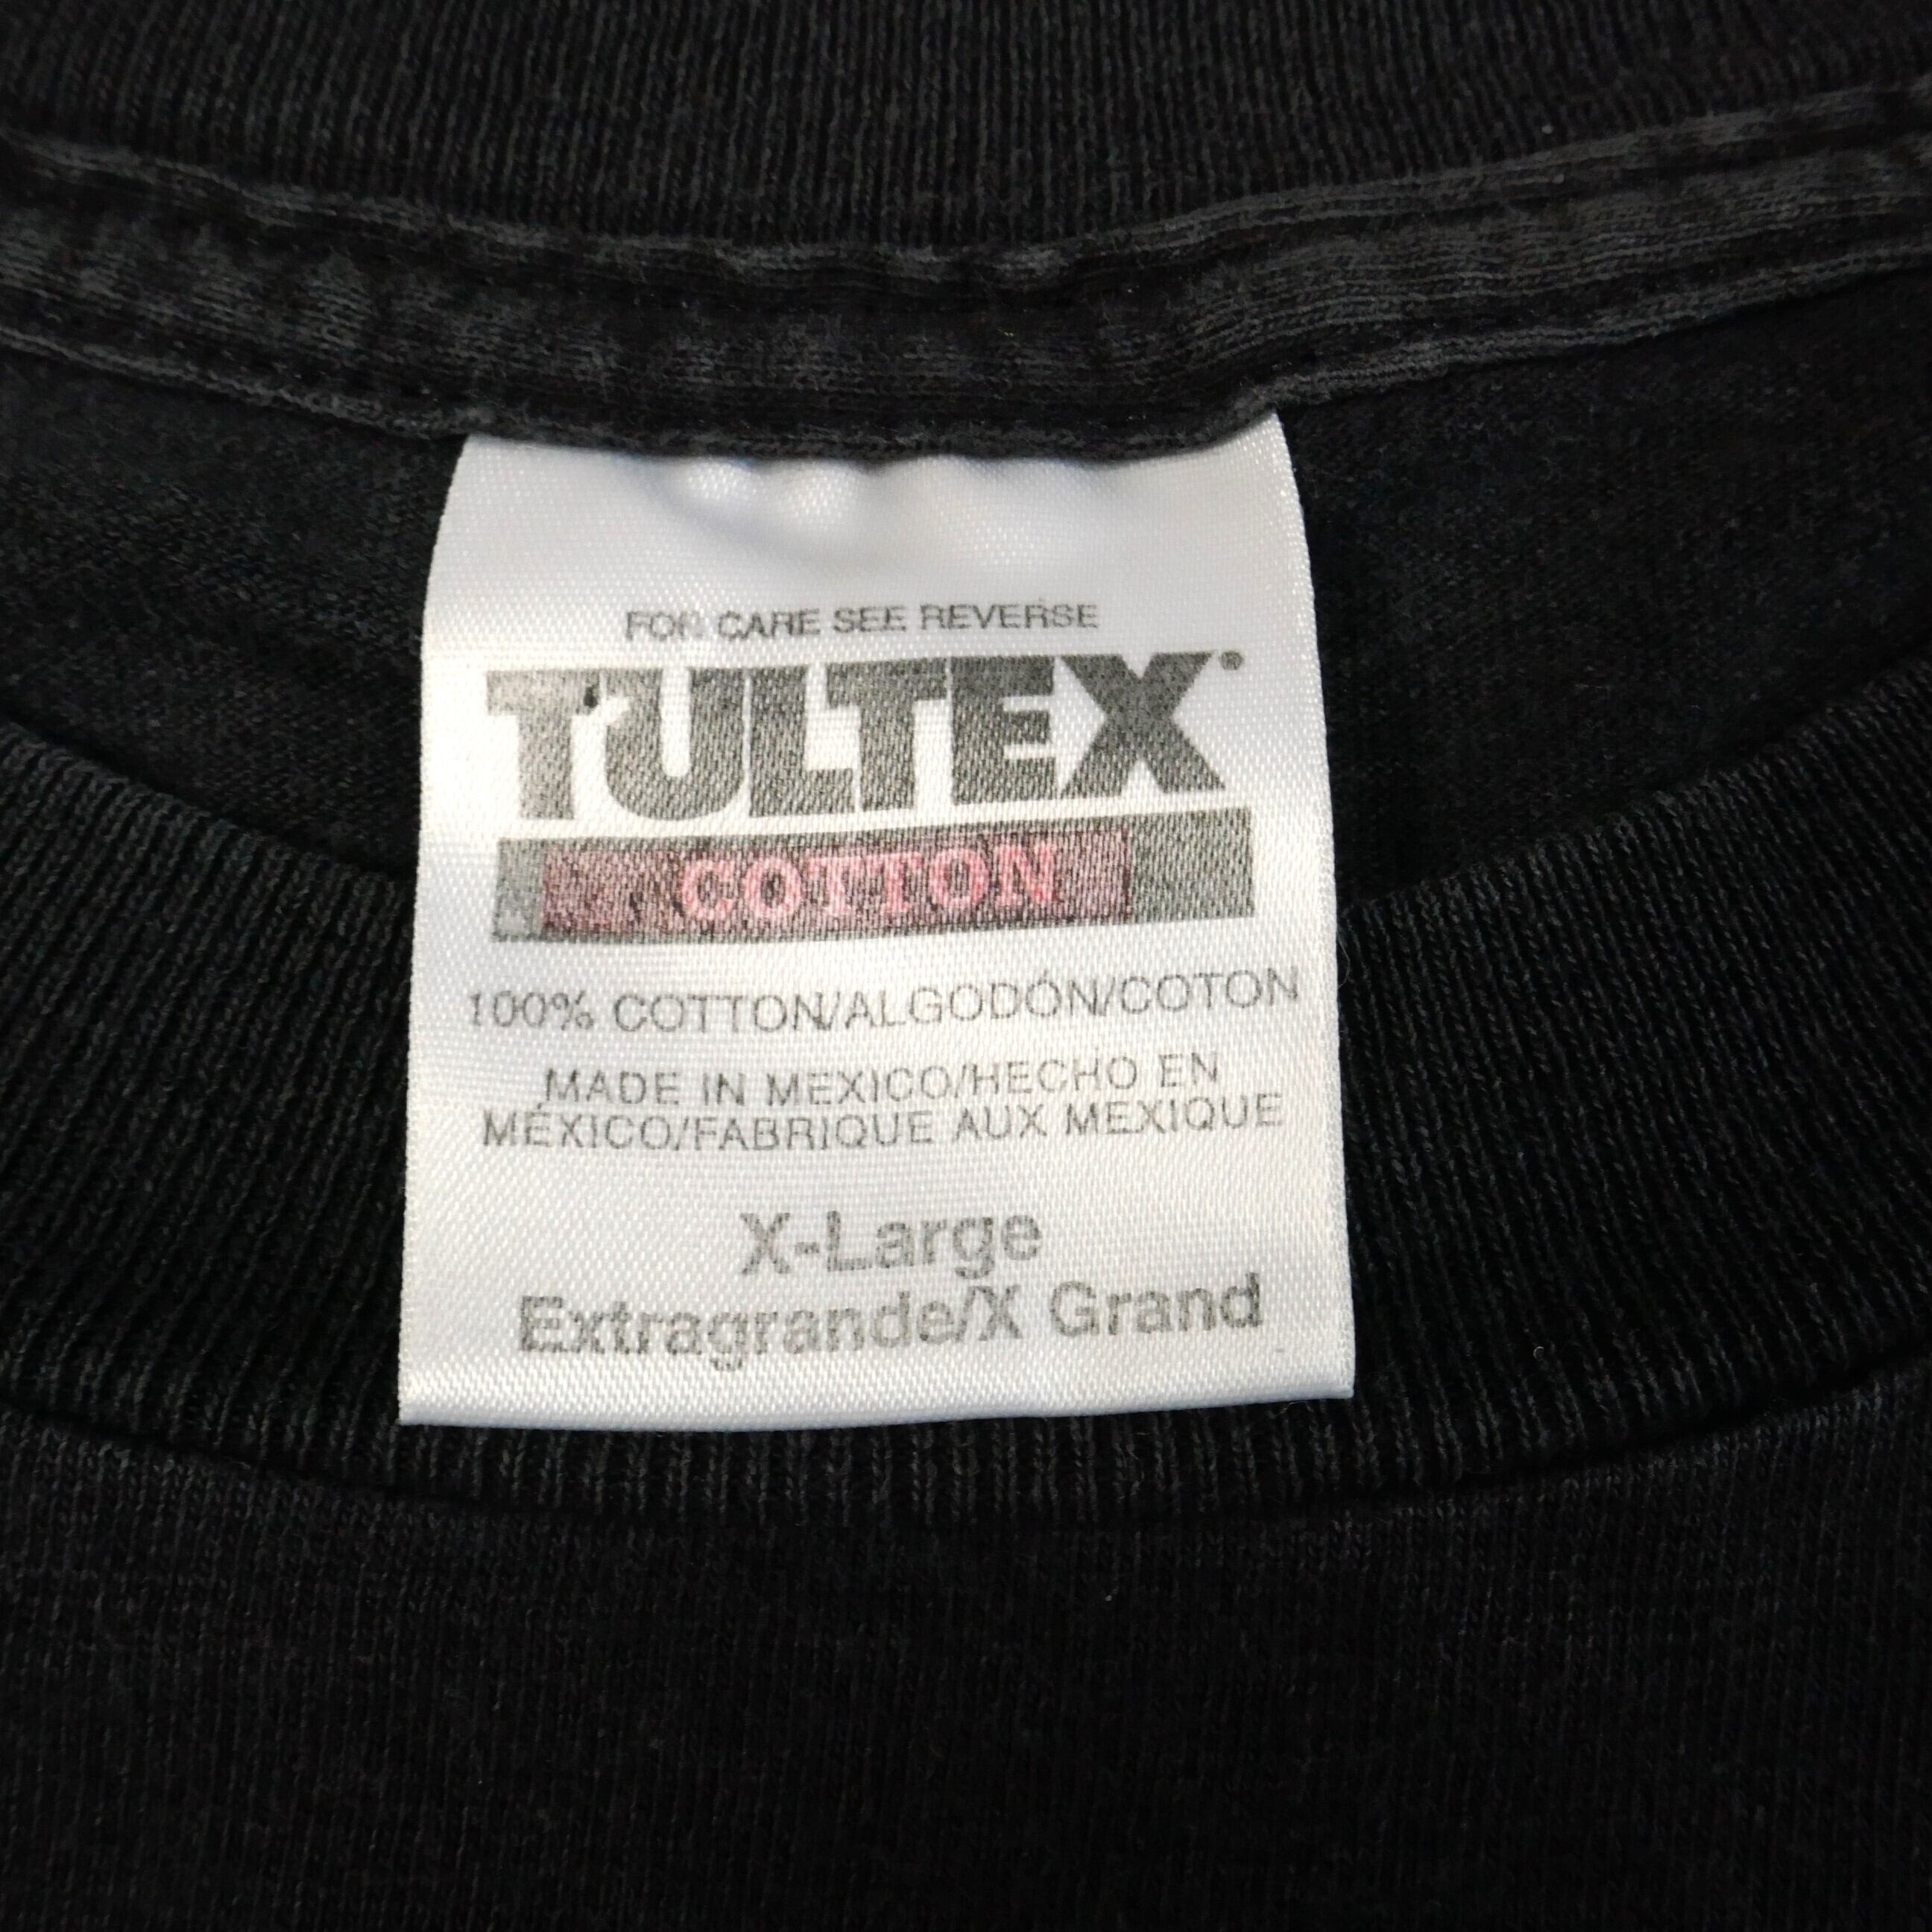 FOR CARE SEE REVERSE
TULTEX
COTTON
100% COTTON/ALGODÓN/COTON
MADE IN MEXICO/HECHO EN
MÉXICO/FABRIQUE AUX MEXIQUE
X-Large
Extragrande/X Grand